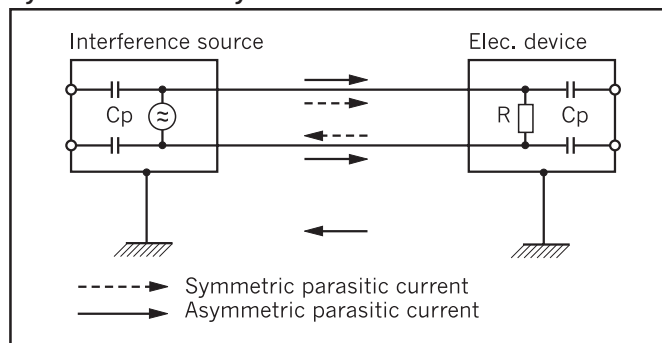 Interference source
Elec. device
Cp
≈
R
Cp
Symmetric parasitic current
Asymmetric parasitic current